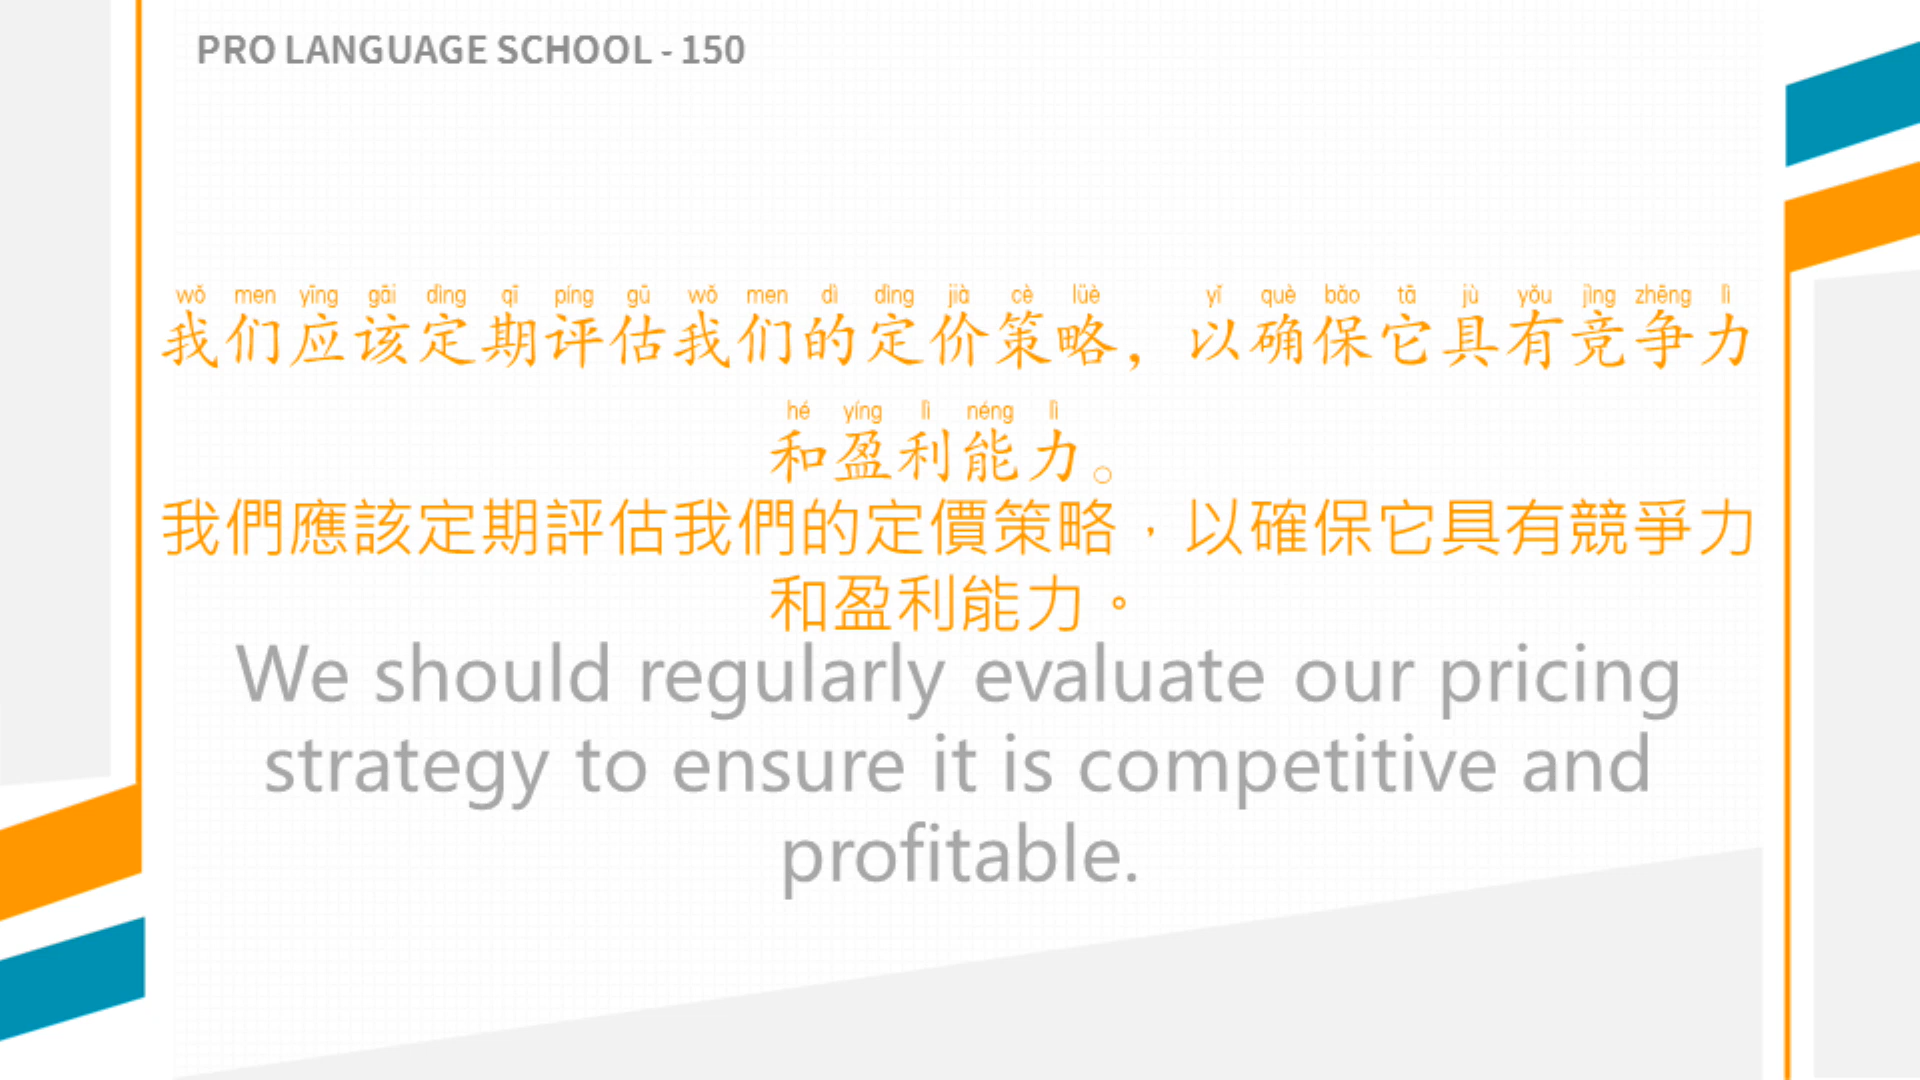 PRO LANGUAGE SCHOOL - 150
wǒ men yīng gāi dìng qī píng gū wǒ men dì dìng jià cè lüè yǐ què bǎo tā jù yǒu jìng zhēng lì
我们应该定期评估我们的定价策略，以确保它具有竞争力
hé yíng lì néng lì
和盈利能力。
我們應該定期評估我們的定價策略，以確保它具有競爭力
和盈利能力。
We should regularly evaluate our pricing
strategy to ensure it is competitive and
profitable.